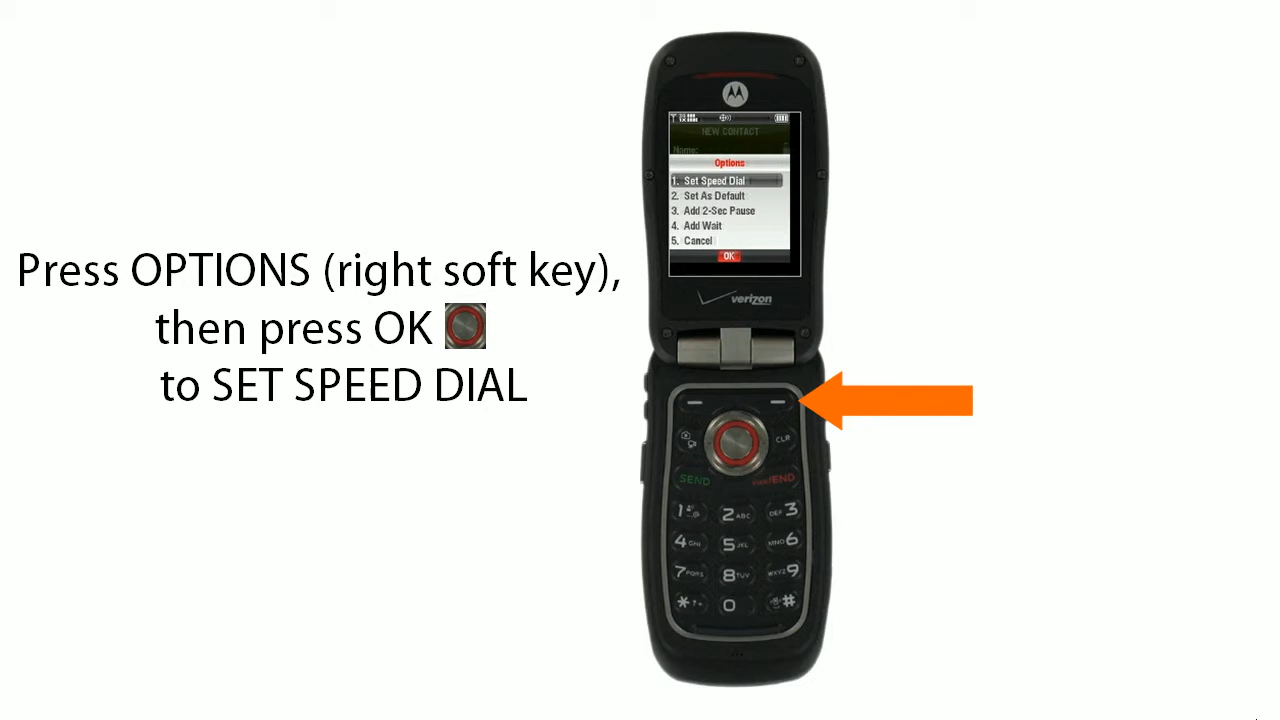 Press OPTIONS (right soft key),
then press OK
to SET SPEED DIAL
NEW CONTACT
Name:
Options
1. Set Speed Dial
2. Set As Default
3. Add 2-Sec Pause
4. Add Wait
5. Cancel
OK
verizon
CLR
SEND
END
1
2 ABC
DEF 3
4 GHI
5 JKL
MNO 6
7 PQRS
8 TUV
WXYZ 9
* ↑+
0
#